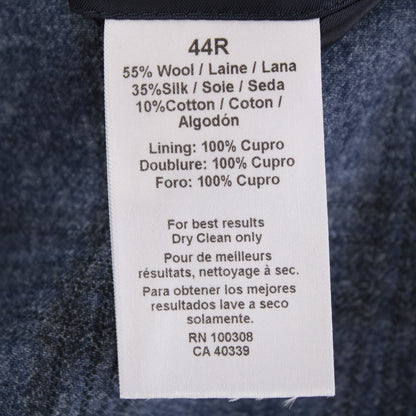 44R
55% Wool / Laine / Lana
35%Silk / Soie / Seda
10%Cotton / Coton /
Algodón
Lining: 100% Cupro
Doublure: 100% Cupro
Foro: 100% Cupro
For best results
Dry Clean only
Pour de meilleurs
résultats, nettoyage à sec.
Para obtener los mejores
resultados lave a seco
solamente.
RN 100308
CA 40339